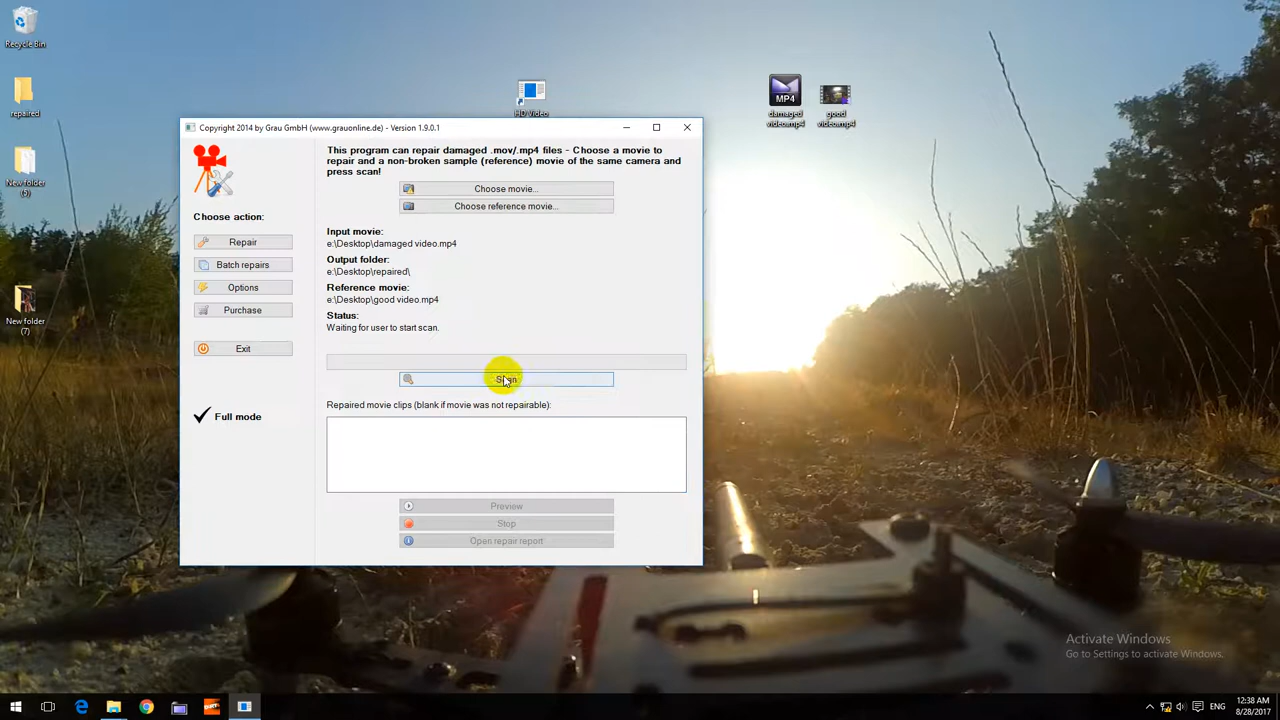 Recycle Bin
repaired
New folder
(5)
New folder
(7)
HD Video
MP4
damaged
video.mp4
good
video.mp4
Copyright 2014 by Grau GmbH (www.grauonline.de) - Version 1.9.0.1
This program can repair damaged .mov/.mp4 files - Choose a movie to
repair and a non-broken sample (reference) movie of the same camera and
press scan!
Choose movie...
Choose reference movie...
Choose action:
Repair
Batch repairs
Options
Purchase
Exit
Full mode
Input movie:
e:\Desktop\damaged video.mp4
Output folder:
e:\Desktop\repaired\
Reference movie:
e:\Desktop\good video.mp4
Status:
Waiting for user to start scan.
Scan
Repaired movie clips (blank if movie was not repairable):
Preview
Stop
Open repair report
Activate Windows
Go to Settings to activate Windows.
ENG
12:38 AM
8/28/2017